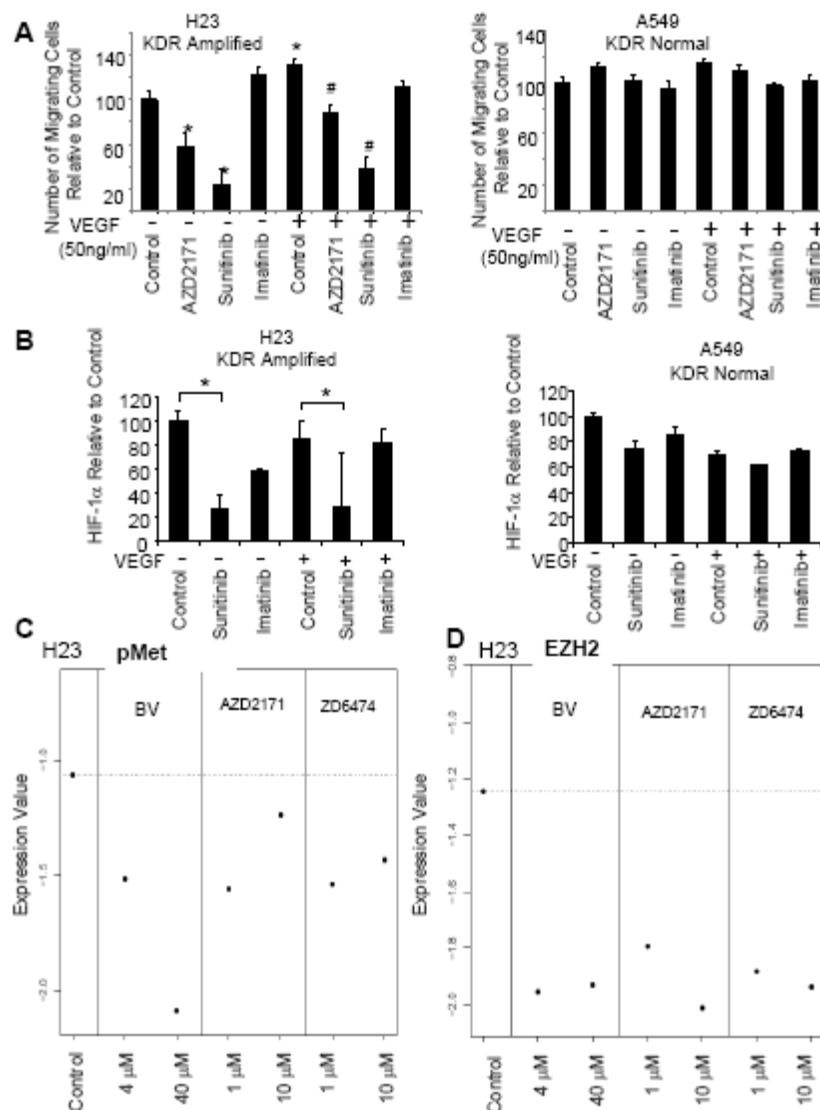 A
H23
KDR Amplified
Number of Migrating Cells
Relative to Control
140
100
60
20
*
*
*
#
#
VEGF - - - - + + + +
(50ng/ml)
Control
AZD2171
Sunitinib
Imatinib
Control
AZD2171
Sunitinib
Imatinib
A549
KDR Normal
Number of Migrating Cells
Relative to Control
140
100
60
20
VEGF - - - - + + + +
(50ng/ml)
Control
AZD2171
Sunitinib
Imatinib
Control
AZD2171
Sunitinib
Imatinib
B
H23
KDR Amplified
HIF-1α Relative to Control
120
100
80
60
40
20
0
*
*
VEGF - - - + + +
Control
Sunitinib
Imatinib
Control
Sunitinib
Imatinib
A549
KDR Normal
HIF-1α Relative to Control
120
100
80
60
40
20
0
VEGF - - - + + +
Control
Sunitinib
Imatinib
Control
Sunitinib
Imatinib
C
H23 pMet
BV
AZD2171
ZD6474
Expression Value
-1.0
-1.5
-2.0
Control
4 μM
40 μM
1 μM
10 μM
1 μM
10 μM
D
H23 EZH2
BV
AZD2171
ZD6474
Expression Value
-0.8
-1.0
-1.2
-1.4
-1.6
-1.8
-2.0
Control
4 μM
40 μM
1 μM
10 μM
1 μM
10 μM